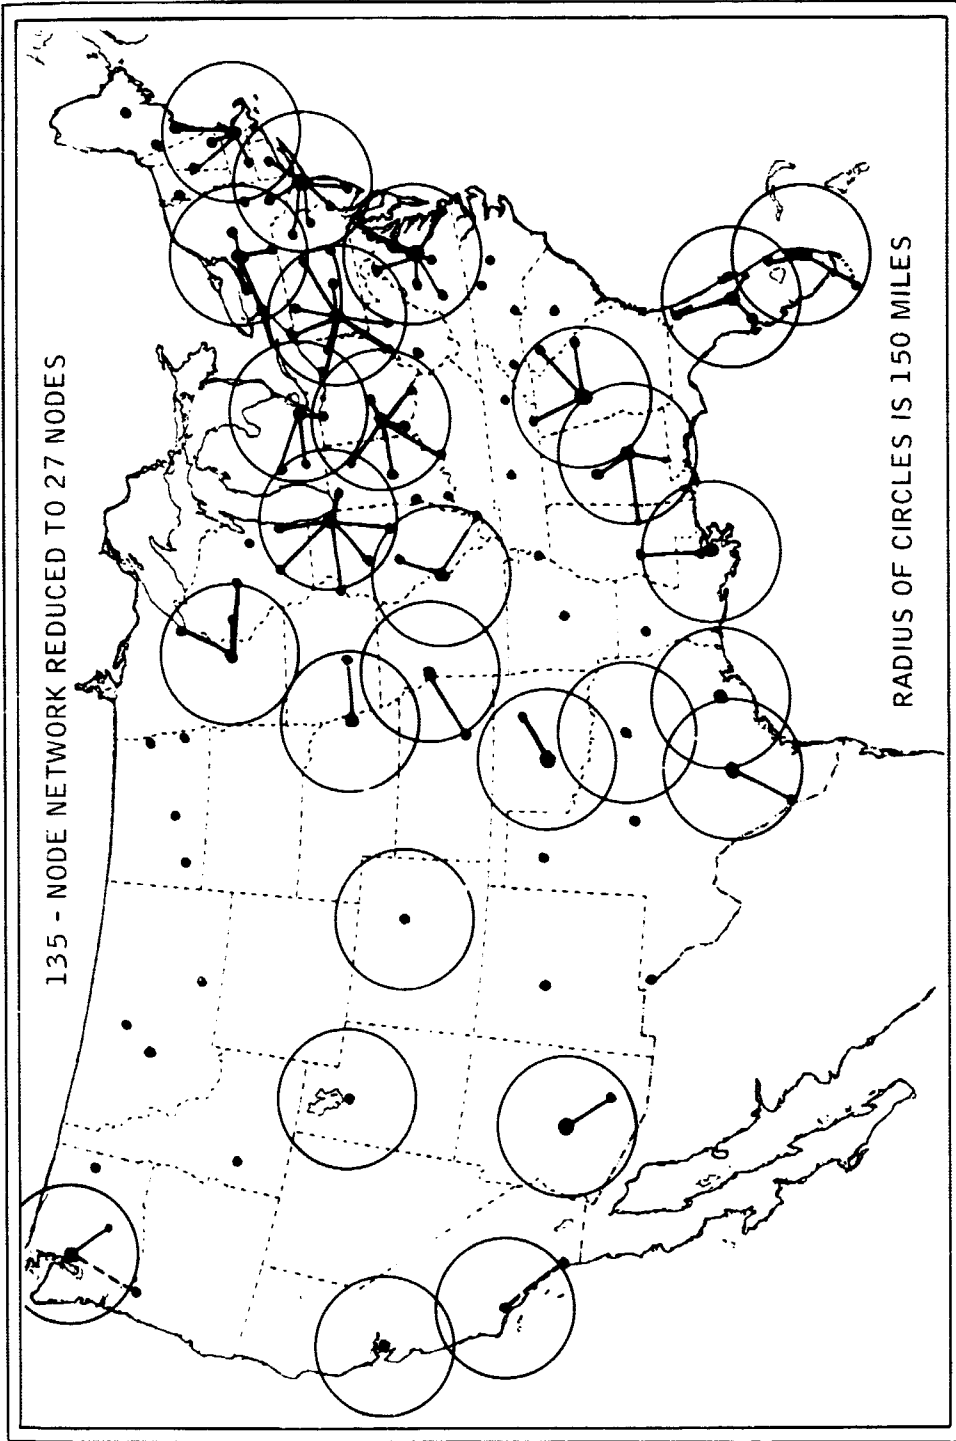 135 - NODE NETWORK REDUCED TO 27 NODES
RADIUS OF CIRCLES IS 150 MILES